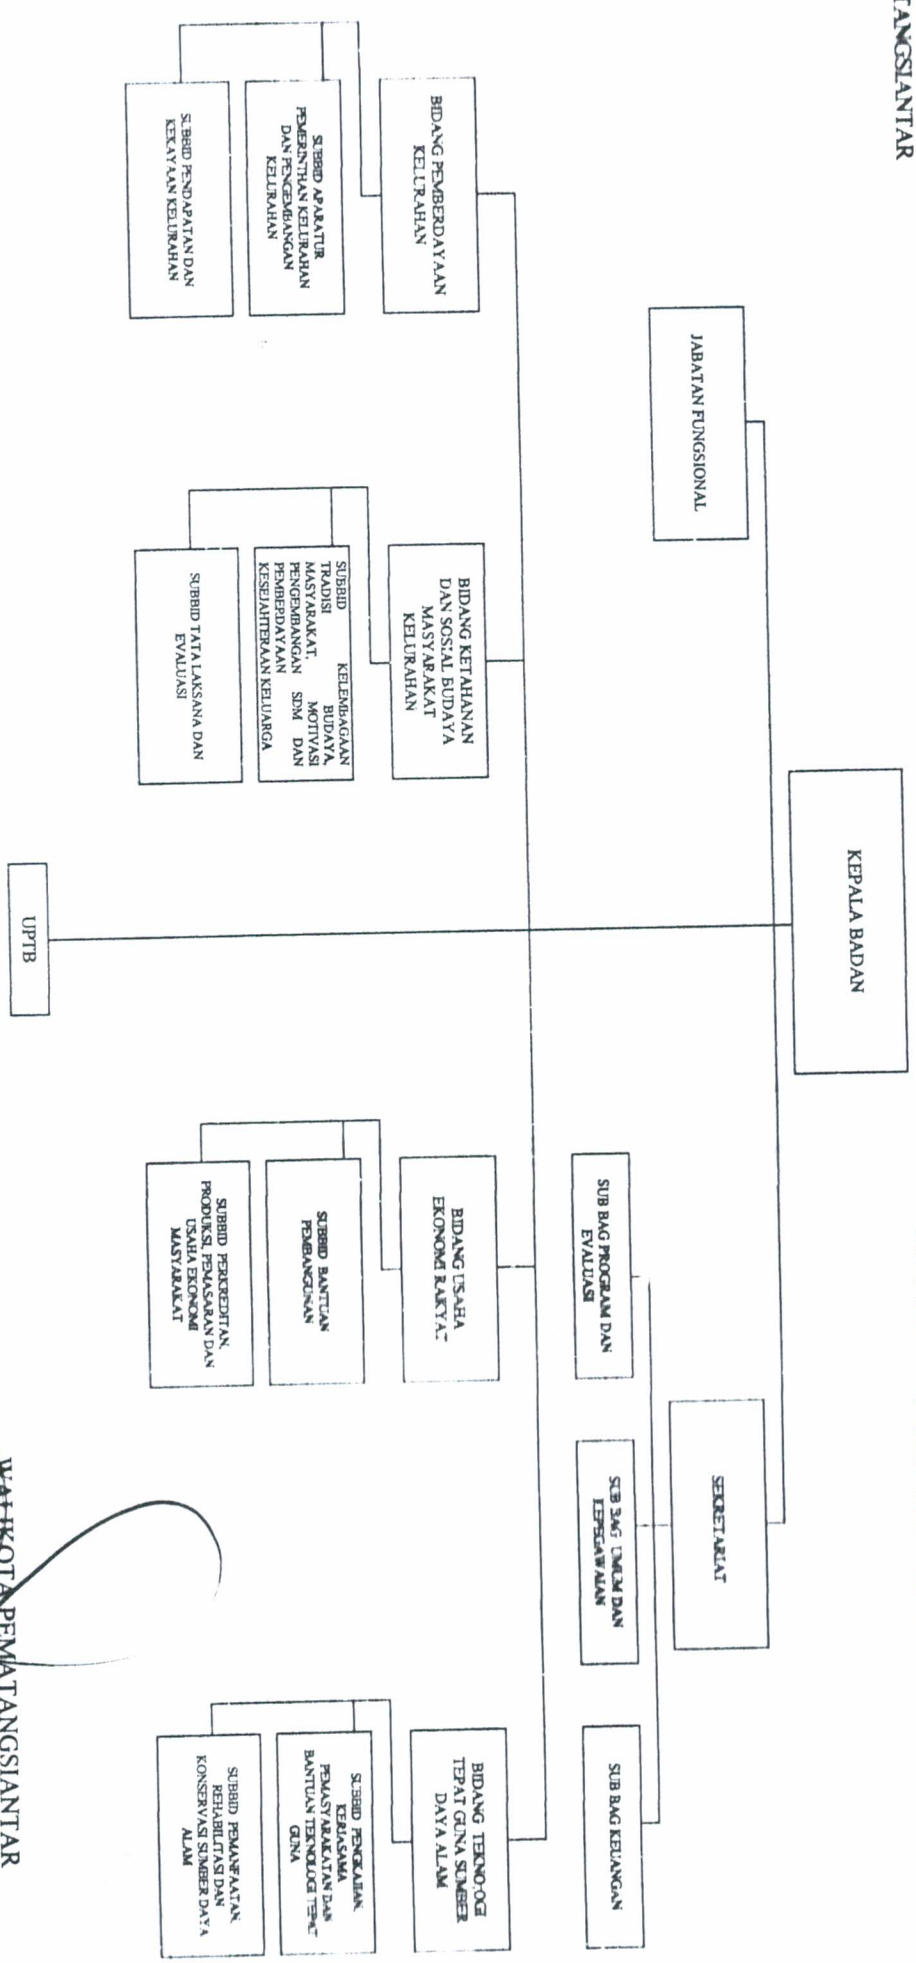 TANGSIANTAR
KEPALA BADAN
JABATAN FUNGSIONAL
SEKRETARIAT
SUB BAG PROGRAM DAN
EVALUASI
SUB BAG UMUM DAN
KEPEGAWAIAN
SUB BAG KEUANGAN
BIDANG PEMBERDAYAAN
KELURAHAN
SUBBID APARATUR
PEMERINTHAN KELURAHAN
DAN PENGEMBANGAN
KELURAHAN
SUBBID PENDAPATAN DAN
KEKAYAAN KELURAHAN
BIDANG KETAHANAN
DAN SOSIAL BUDAYA
MASYARAKAT
KELURAHAN
SUBBID KELEMBAGAAN
TRADISI BUDAYA,
MASYARAKAT, MOTIVASI
PENGEMBANGAN SDM DAN
PEMBERDAYAAN
KESEJAHTERAAN KELUARGA
SUBBID TATA LAKSANA DAN
EVALUASI
BIDANG USAHA
EKONOMI RAKYAT
SUBBID BANTUAN
PEMBANGUNAN
SUBBID PERKREDITAN,
PRODUKSI, PEMASARAN DAN
USAHA EKONOMI
MASYARAKAT
BIDANG TEKNOLOGI
TEPAT GUNA SUMBER
DAYA ALAM
SUBBID PENGKAJIAN,
KERJASAMA
PEMASYARAKATAN DAN
BANTUAN TEKNOLOGI TEPAT
GUNA
SUBBID PEMANFAATAN,
REHABILITASI DAN
KONSERVASI SUMBER DAYA
ALAM
UPTB
WALIKOTA PEMATANGSIANTAR